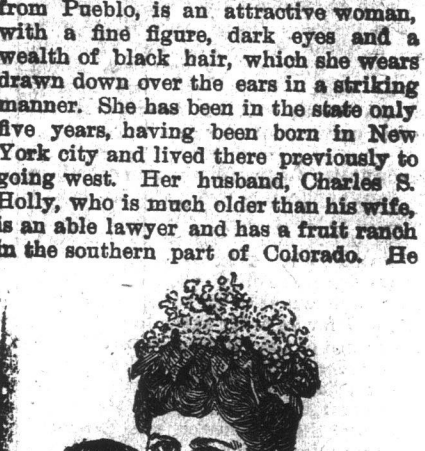 from Pueblo, is an attractive woman,
with a fine figure, dark eyes and a
wealth of black hair, which she wears
drawn down over the ears in a striking
manner. She has been in the state only
five years, having been born in New
York city and lived there previously to
going west. Her husband, Charles S.
Holly, who is much older than his wife,
is an able lawyer and has a fruit ranch
in the southern part of Colorado. He